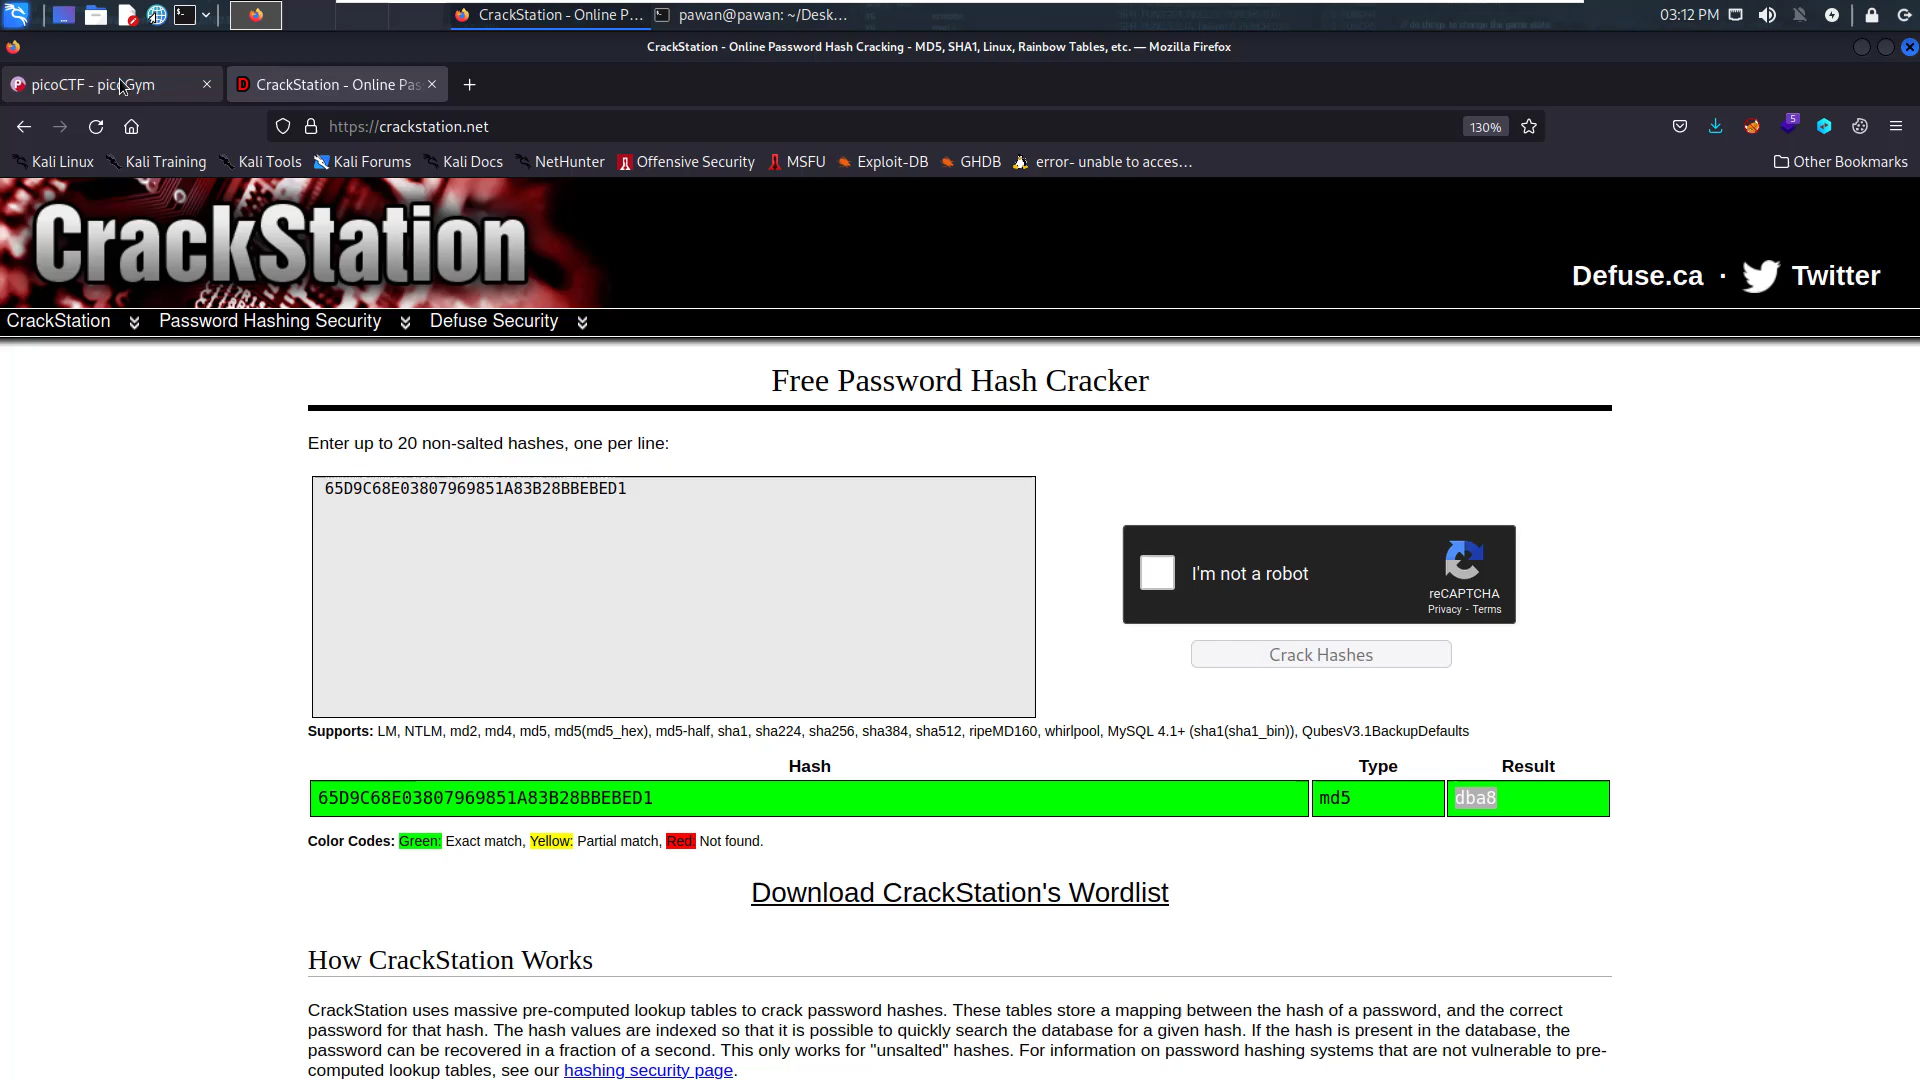 CrackStation - Online P... pawan@pawan: ~/Desk... 03:12 PM
CrackStation - Online Password Hash Cracking - MD5, SHA1, Linux, Rainbow Tables, etc. — Mozilla Firefox
picoCTF - picoGym CrackStation - Online Pas
https://crackstation.net 130% 5
Kali Linux Kali Training Kali Tools Kali Forums Kali Docs NetHunter Offensive Security MSFU Exploit-DB GHDB error- unable to acces... Other Bookmarks
CrackStation
Defuse.ca · Twitter
CrackStation Password Hashing Security Defuse Security
Free Password Hash Cracker
Enter up to 20 non-salted hashes, one per line:
65D9C68E03807969851A83B28BBEBED1
I'm not a robot
reCAPTCHA
Privacy - Terms
Crack Hashes
Supports: LM, NTLM, md2, md4, md5, md5(md5_hex), md5-half, sha1, sha224, sha256, sha384, sha512, ripeMD160, whirlpool, MySQL 4.1+ (sha1(sha1_bin)), QubesV3.1BackupDefaults
Hash Type Result
65D9C68E03807969851A83B28BBEBED1 md5 dba8
Color Codes: Green: Exact match, Yellow: Partial match, Red: Not found.
Download CrackStation's Wordlist
How CrackStation Works
CrackStation uses massive pre-computed lookup tables to crack password hashes. These tables store a mapping between the hash of a password, and the correct
password for that hash. The hash values are indexed so that it is possible to quickly search the database for a given hash. If the hash is present in the database, the
password can be recovered in a fraction of a second. This only works for "unsalted" hashes. For information on password hashing systems that are not vulnerable to pre-
computed lookup tables, see our hashing security page.